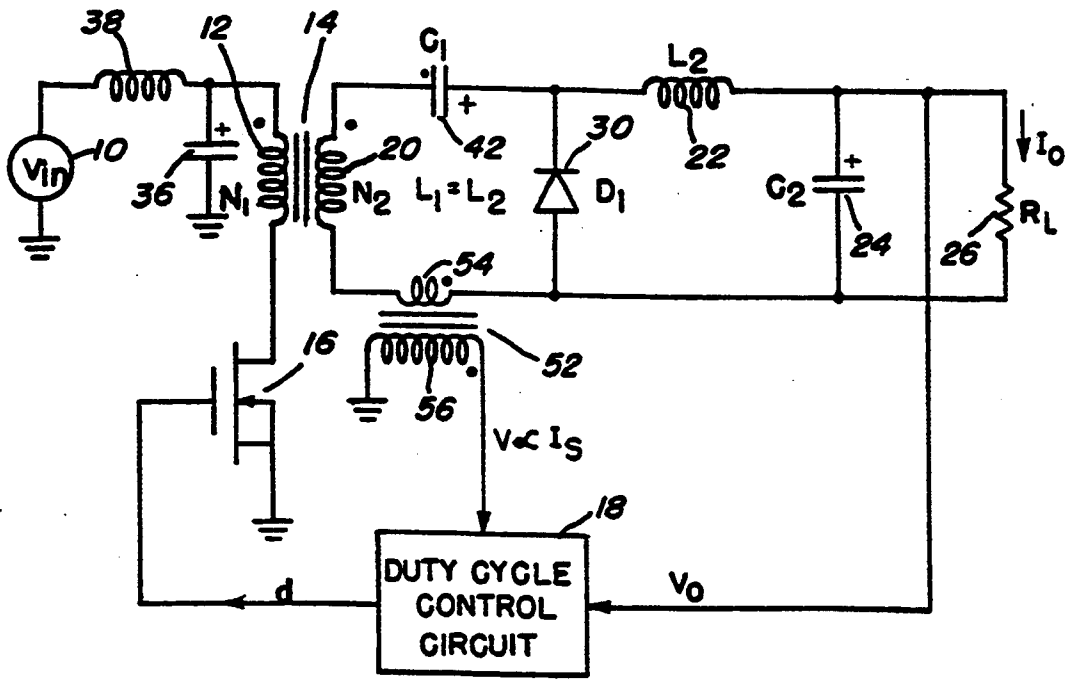 38
12
14
C1
L2
+
+
30
10
Vin
36
N1
20
N2
L1 = L2
42
D1
22
C2
+
24
26
RL
Io
54
52
56
16
V ∝ IS
18
DUTY CYCLE
CONTROL
CIRCUIT
d
Vo